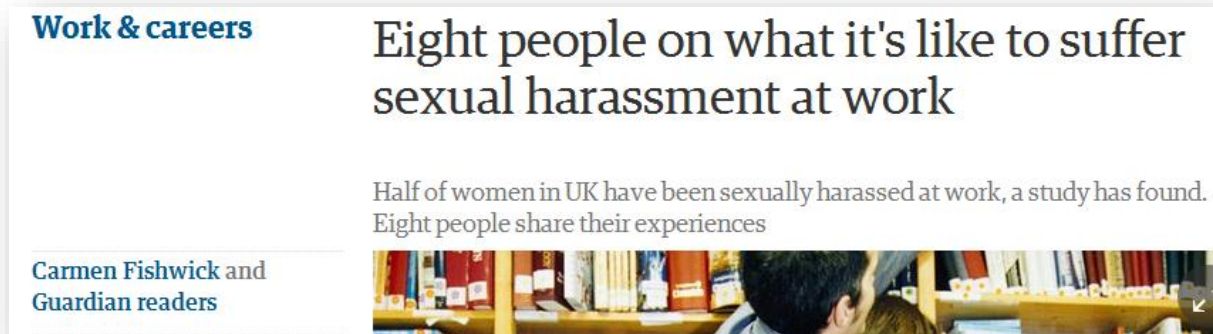 Work & careers
Eight people on what it's like to suffer
sexual harassment at work
Half of women in UK have been sexually harassed at work, a study has found.
Eight people share their experiences
Carmen Fishwick and
Guardian readers